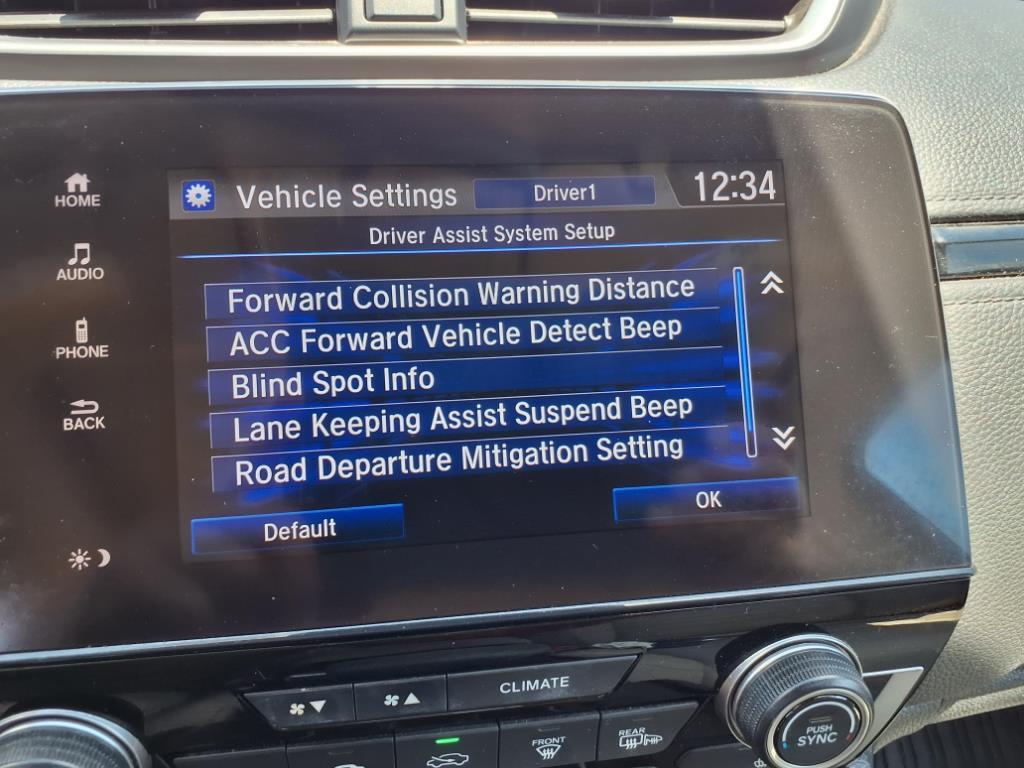 Vehicle Settings Driver1 12:34
HOME
Driver Assist System Setup
AUDIO
Forward Collision Warning Distance
ACC Forward Vehicle Detect Beep
PHONE
Blind Spot Info
BACK
Lane Keeping Assist Suspend Beep
Road Departure Mitigation Setting
Default
OK
CLIMATE
FRONT
REAR
PUSH
SYNC